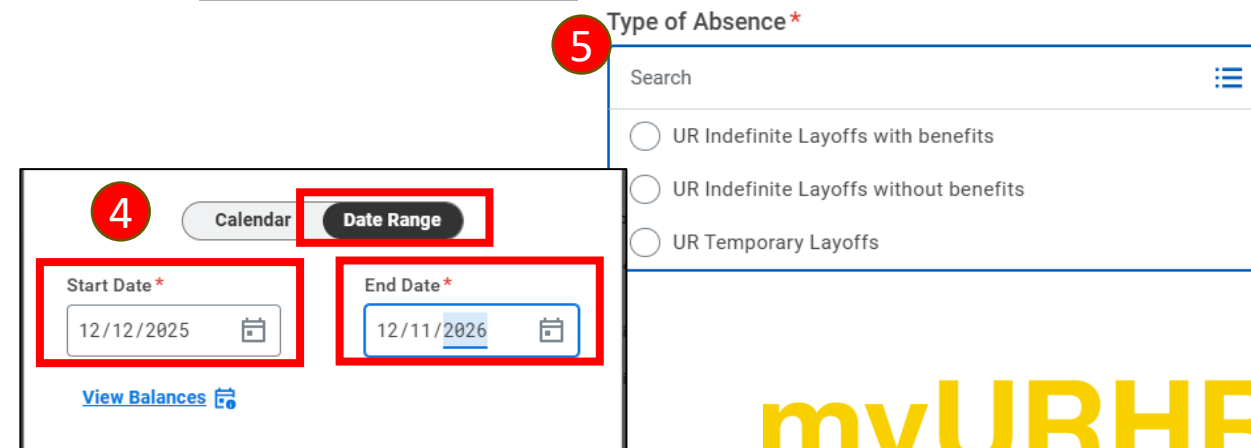 4
Calendar
Date Range
Start Date*
End Date*
12/12/2025
12/11/2026
View Balances
5
Type of Absence*
Search
UR Indefinite Layoffs with benefits
UR Indefinite Layoffs without benefits
UR Temporary Layoffs
myURHR